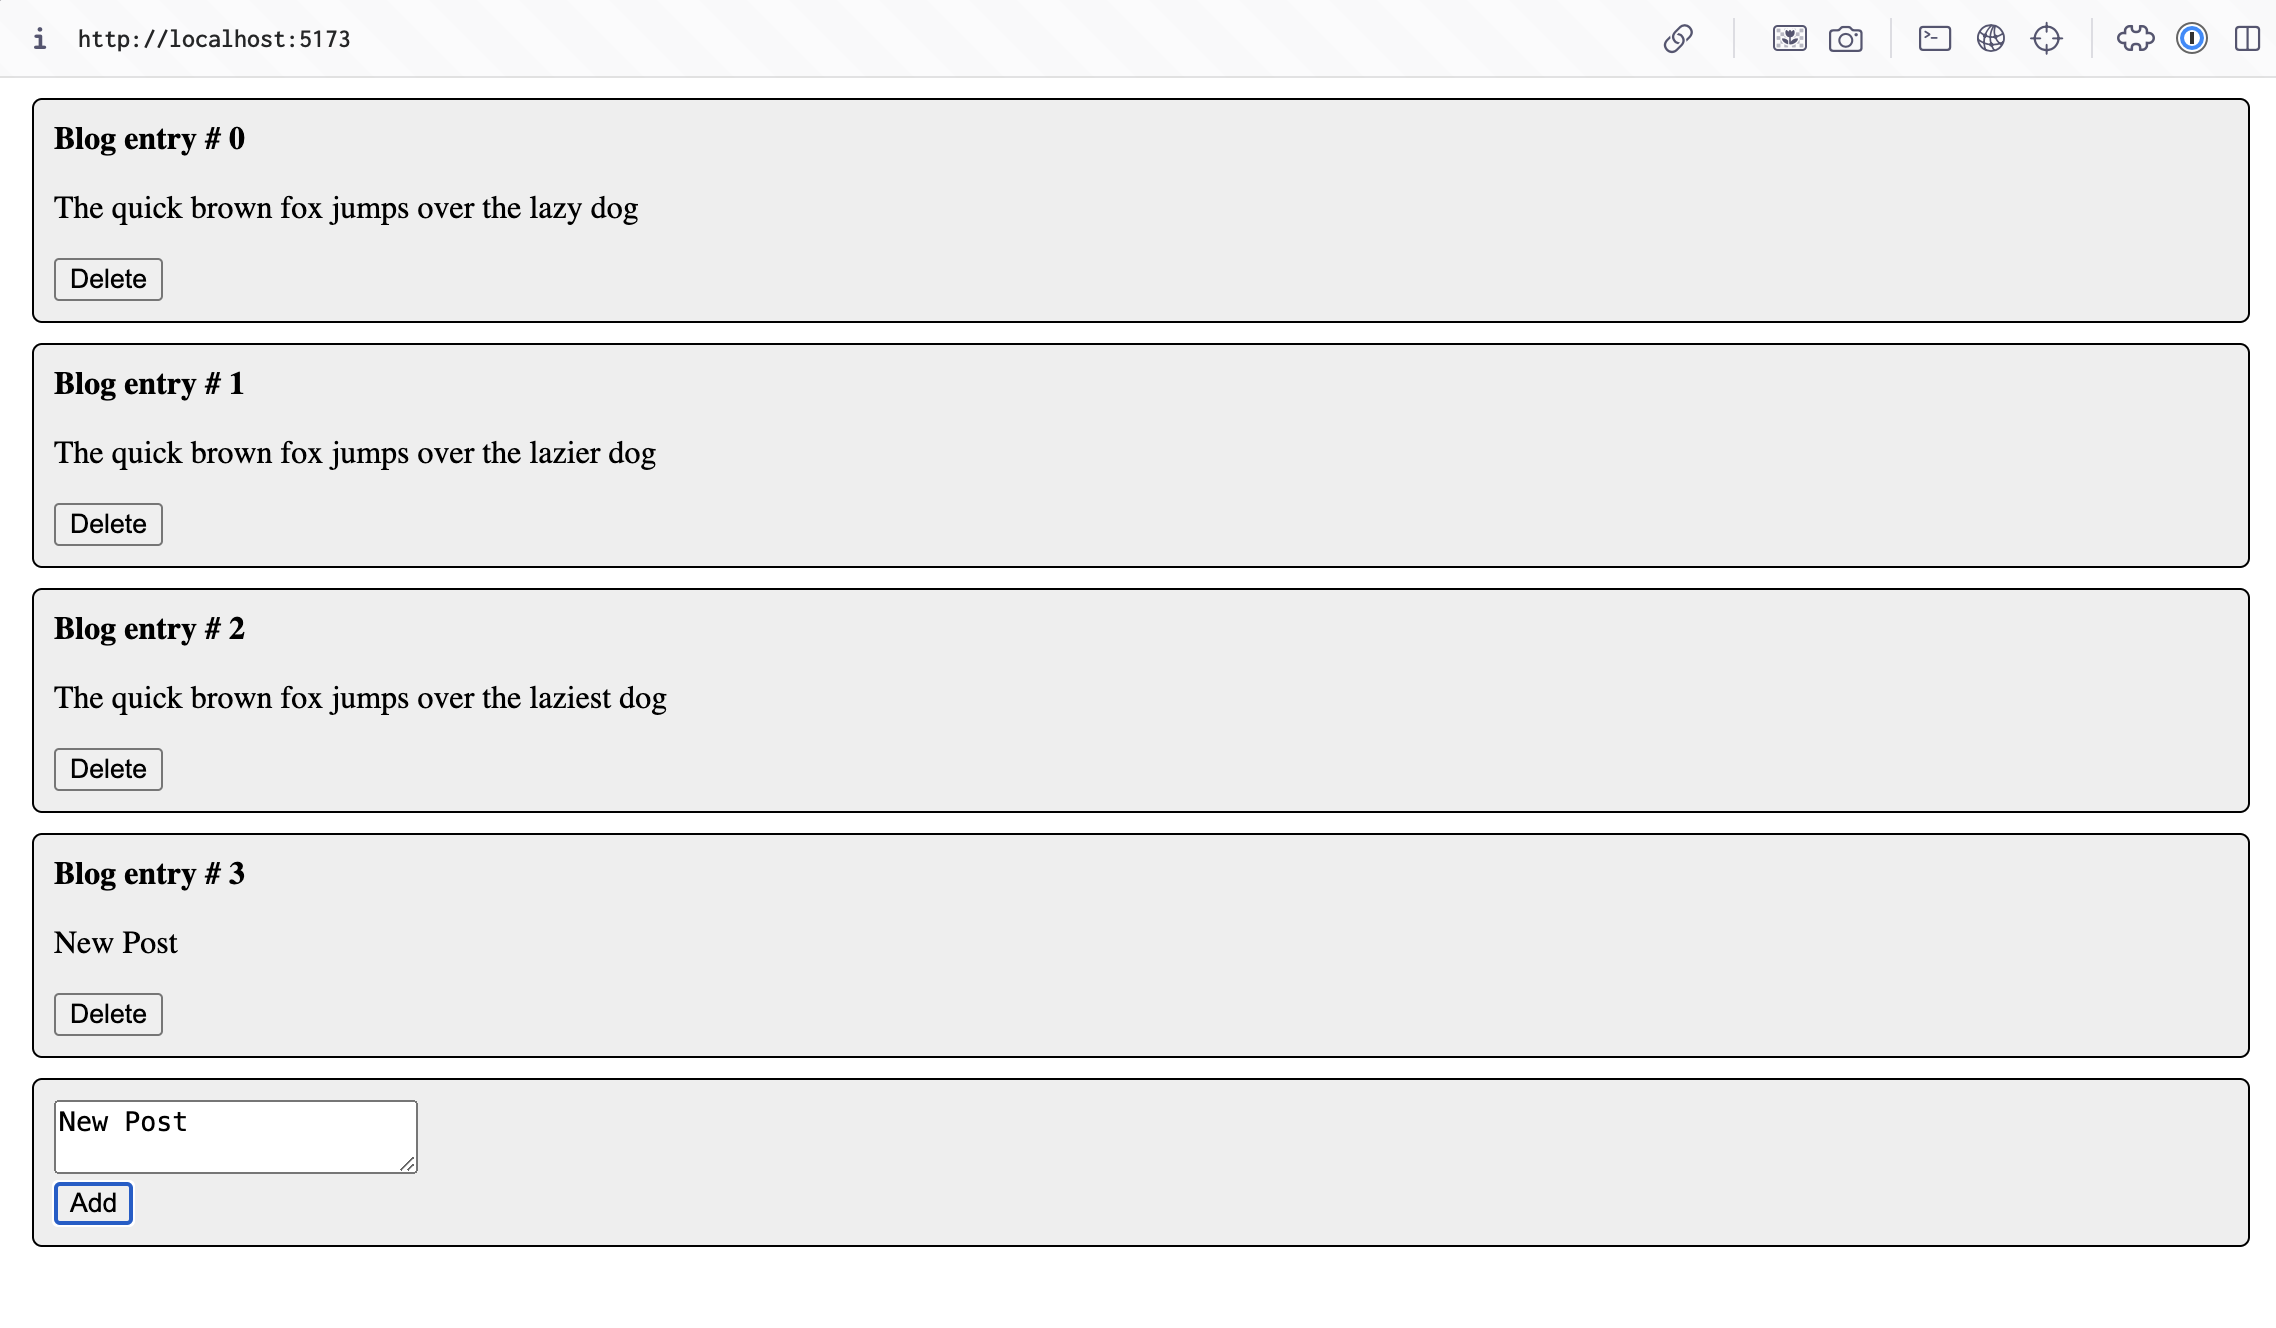 http://localhost:5173
Blog entry # 0
The quick brown fox jumps over the lazy dog
Delete
Blog entry # 1
The quick brown fox jumps over the lazier dog
Delete
Blog entry # 2
The quick brown fox jumps over the laziest dog
Delete
Blog entry # 3
New Post
Delete
New Post
Add